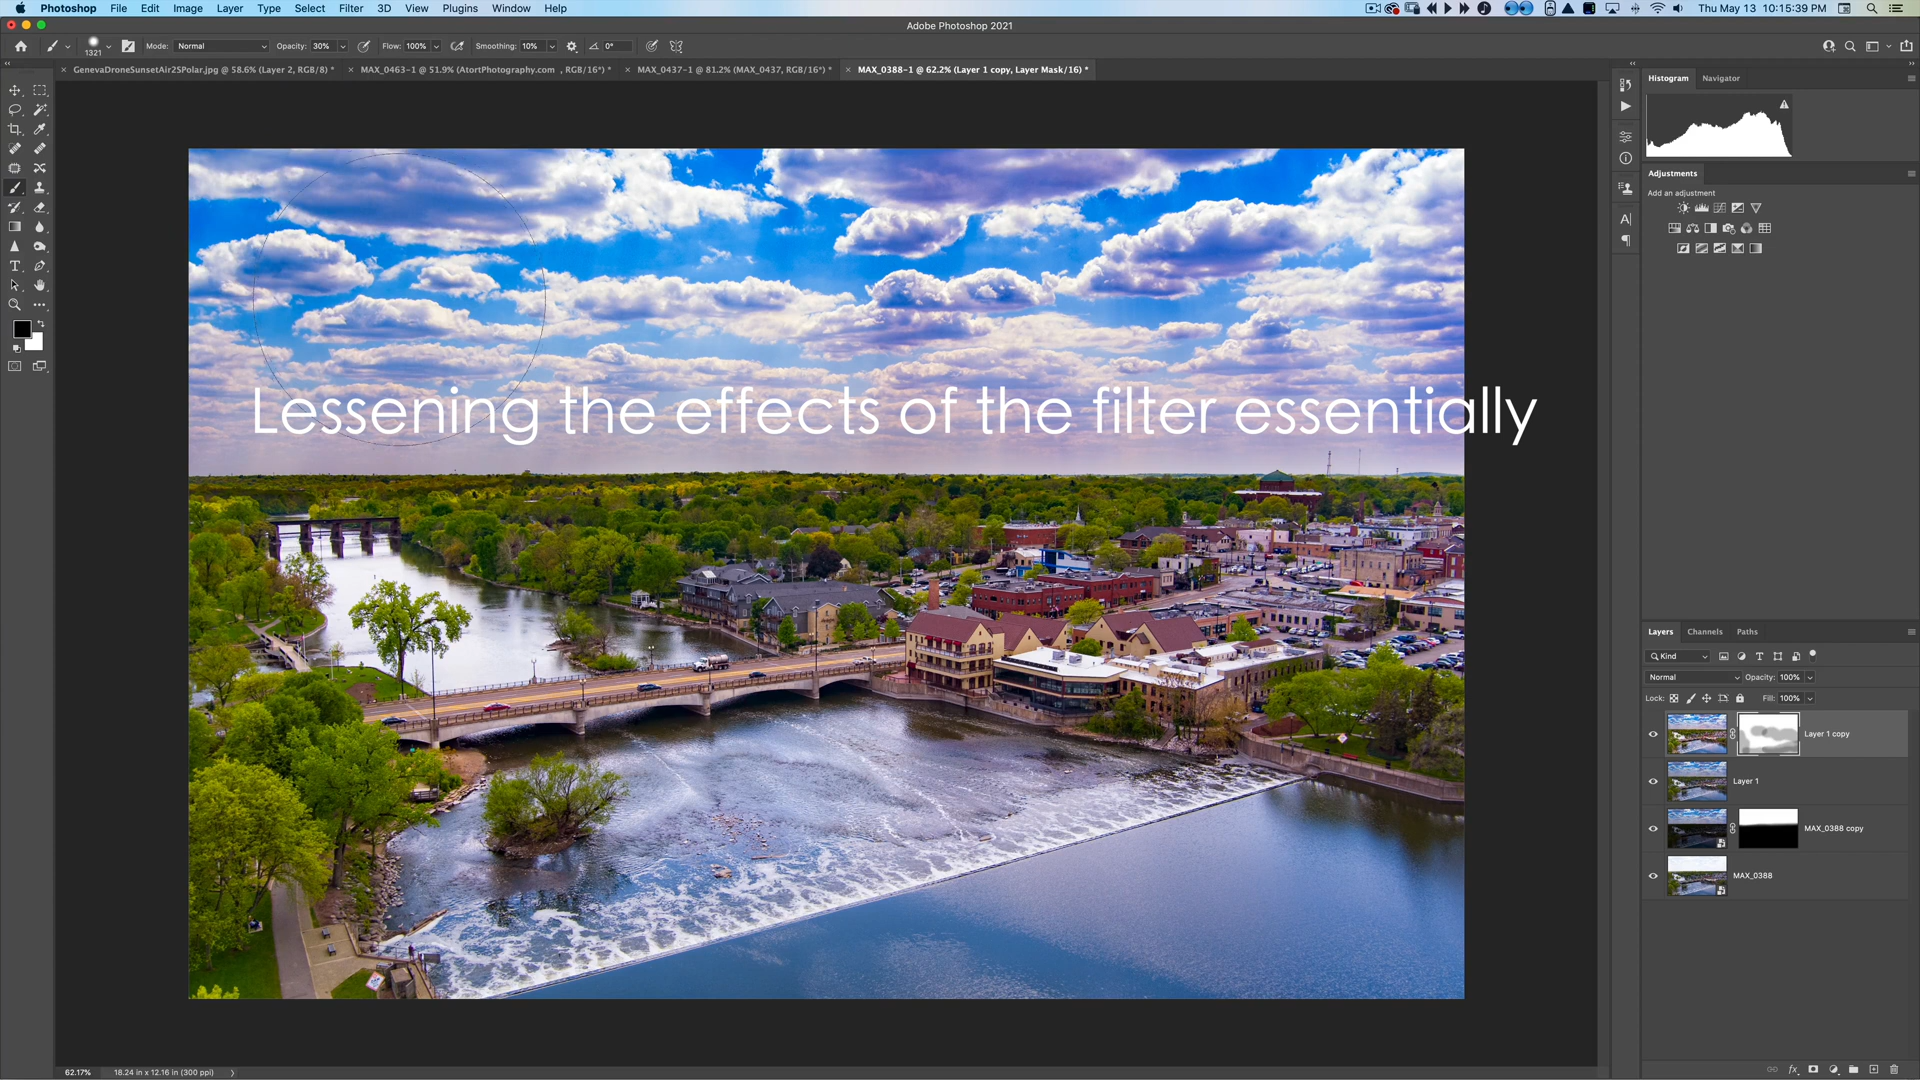 Photoshop File Edit Image Layer Type Select Filter 3D View Plugins Window Help
Thu May 13 10:15:39 PM
Adobe Photoshop 2021
1321 Mode: Normal Opacity: 30% Flow: 100% Smoothing: 10% 0°
GenevaDroneSunsetAir2SPolar.jpg @ 58.6% (Layer 2, RGB/8) *
MAX_0463-1 @ 51.9% (AtortPhotography.com , RGB/16*) *
MAX_0437-1 @ 81.2% (MAX_0437, RGB/16*) *
MAX_0388-1 @ 62.2% (Layer 1 copy, Layer Mask/16) *
Histogram Navigator
Adjustments
Add an adjustment
Lessening the effects of the filter essentially
Layers Channels Paths
Kind
Normal Opacity: 100%
Lock: Fill: 100%
Layer 1 copy
Layer 1
MAX_0388 copy
MAX_0388
62.17% 18.24 in x 12.16 in (300 ppi)